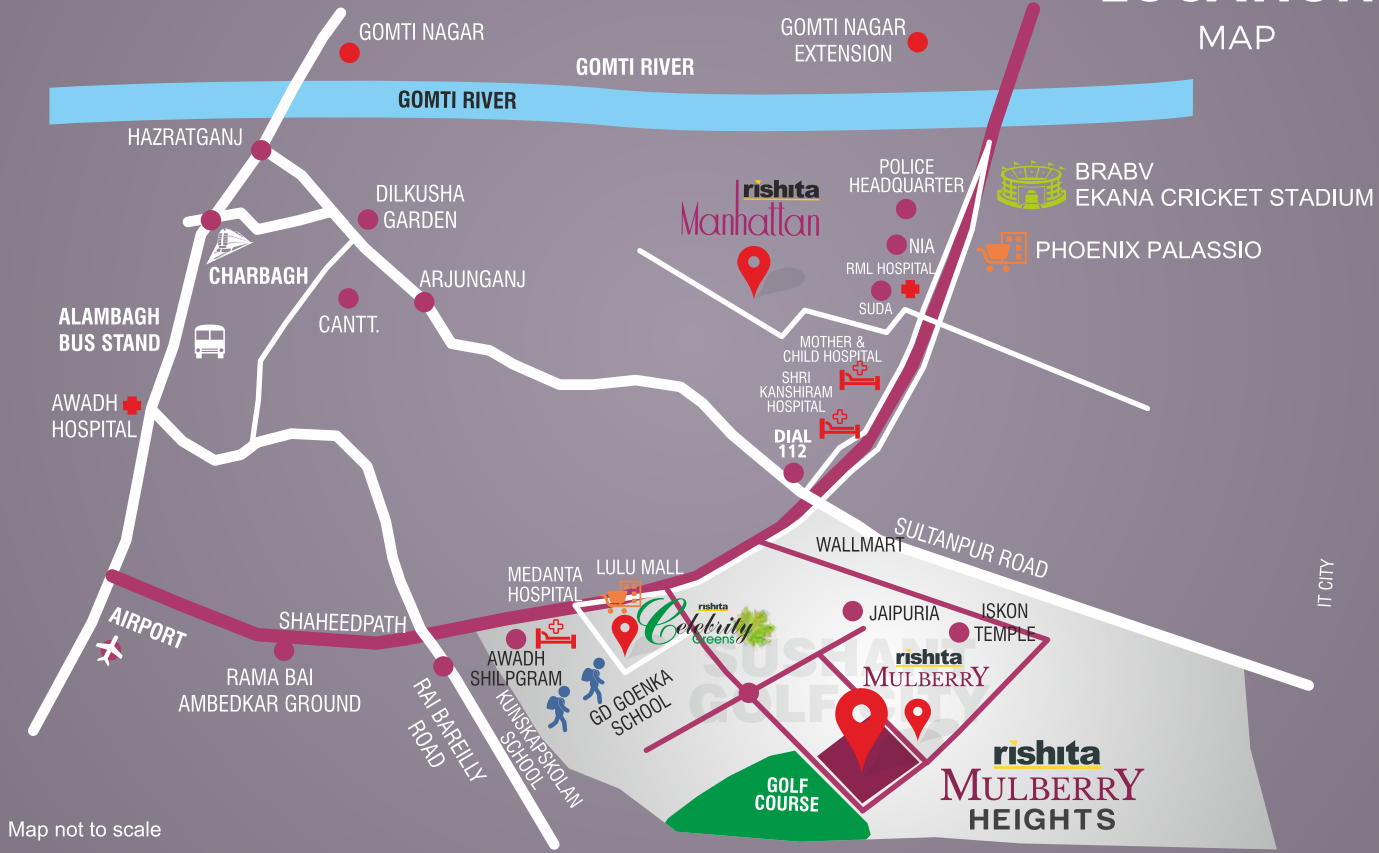 LOCATION
MAP
GOMTI NAGAR
GOMTI NAGAR
EXTENSION
GOMTI RIVER
GOMTI RIVER
HAZRATGANJ
DILKUSHA
GARDEN
CHARBAGH
ARJUNGANJ
CANTT.
ALAMBAGH
BUS STAND
AWADH
HOSPITAL
rishita
Manhattan
POLICE
HEADQUARTER
NIA
RML HOSPITAL
SUDA
BRABV
EKANA CRICKET STADIUM
PHOENIX PALASSIO
MOTHER &
CHILD HOSPITAL
SHRI
KANSHIRAM
HOSPITAL
DIAL
112
SULTANPUR ROAD
WALLMART
IT CITY
AIRPORT
SHAHEEDPATH
RAMA BAI
AMBEDKAR GROUND
RAI BAREILLY
ROAD
MEDANTA
HOSPITAL
LULU MALL
rishita
Celebrity
Greens
AWADH
SHILPGRAM
KUNSKAPSKOLAN
SCHOOL
GD GOENKA
SCHOOL
JAIPURIA
ISKON
TEMPLE
SUSHANT
GOLF CITY
rishita
MULBERRY
GOLF
COURSE
rishita
MULBERRY
HEIGHTS
Map not to scale